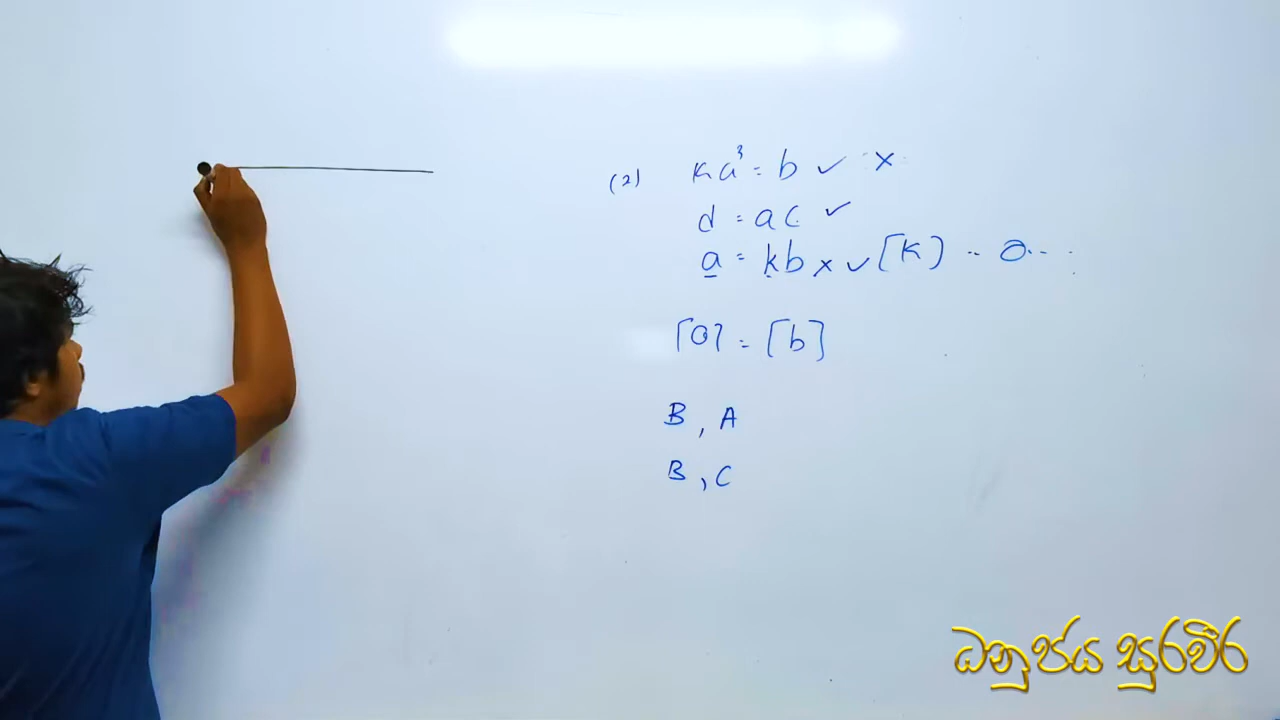 (2) ka³ = b ✓ ×
d = ac ✓
a = kb × ✓ [k]
[a] = [b]
B, A
B, C
ධනුජය සුරවීර